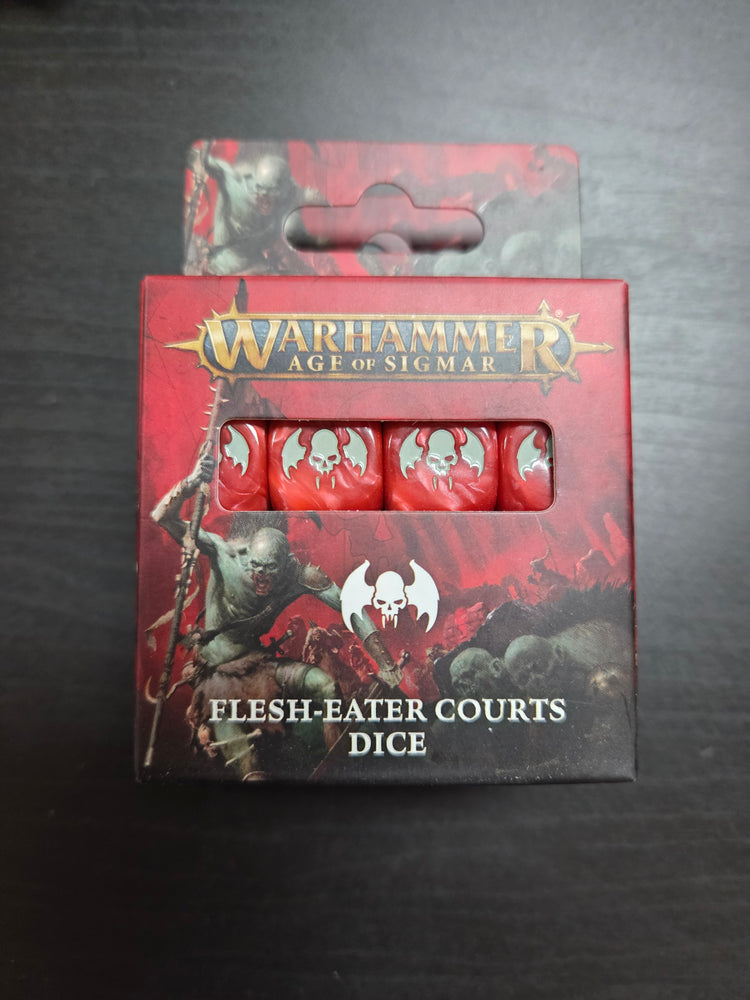 WARHAMMER®
AGE OF SIGMAR
FLESH-EATER COURTS
DICE